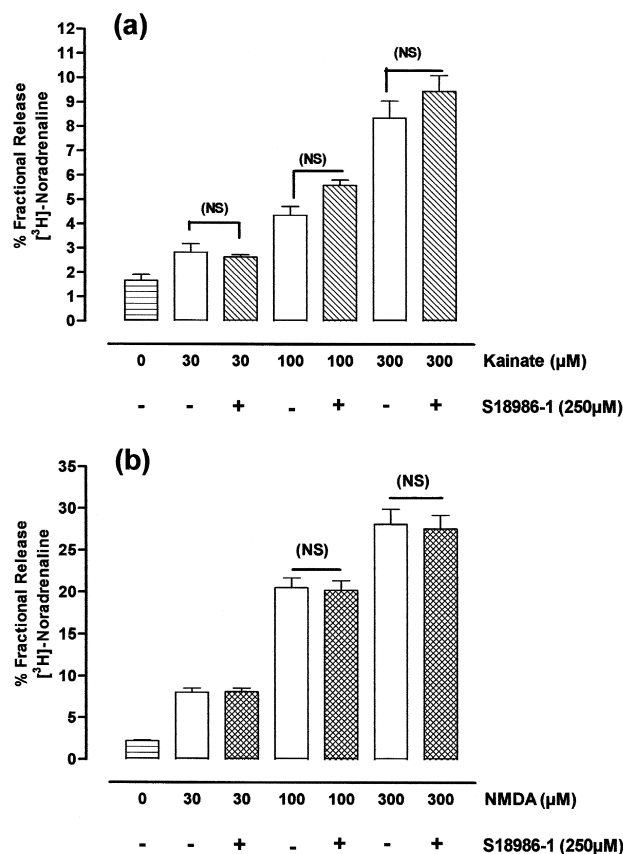 (a)
% Fractional Release
[³H]-Noradrenaline
12
11
10
9
8
7
6
5
4
3
2
1
0
(NS)
(NS)
(NS)
0 30 30 100 100 300 300 Kainate (µM)
- - + - + - + S18986-1 (250µM)
(b)
% Fractional Release
[³H]-Noradrenaline
35
30
25
20
15
10
5
0
(NS)
(NS)
0 30 30 100 100 300 300 NMDA (µM)
- - + - + - + S18986-1 (250µM)